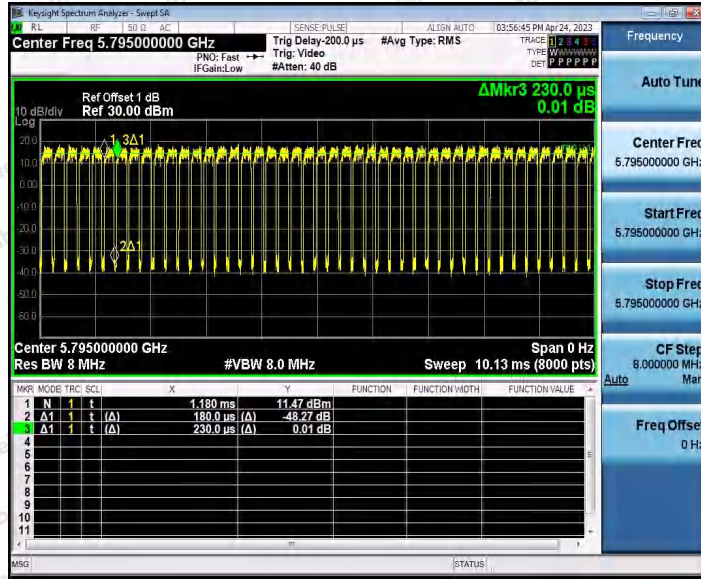 Keysight Spectrum Analyzer - Swept SA
RL RF 50 Ω AC SENSE:PULSE ALIGN AUTO 03:56:45 PM Apr 24, 2023
Center Freq 5.795000000 GHz
PNO: Fast
IFGain:Low
Trig Delay-200.0 µs
Trig: Video
#Atten: 40 dB
#Avg Type: RMS
TRACE 1 2 3 4 5 6
TYPE WWWWWW
DET P P P P P P
ΔMkr3 230.0 µs
0.01 dB
Ref Offset 1 dB
10 dB/div Ref 30.00 dBm
Log
20.0
10.0
0.00
-10.0
-20.0
-30.0
-40.0
-50.0
-60.0
1 3Δ1
2Δ1
Center 5.795000000 GHz Span 0 Hz
Res BW 8 MHz #VBW 8.0 MHz Sweep 10.13 ms (8000 pts)
MKR MODE TRC SCL X Y FUNCTION FUNCTION WIDTH FUNCTION VALUE
1 N 1 t 1.180 ms 11.47 dBm
2 Δ1 1 t (Δ) 180.0 µs (Δ) -48.27 dB
3 Δ1 1 t (Δ) 230.0 µs (Δ) 0.01 dB
4
5
6
7
8
9
10
11
MSG STATUS
Frequency
Auto Tune
Center Freq
5.795000000 GHz
Start Freq
5.795000000 GHz
Stop Freq
5.795000000 GHz
CF Step
8.000000 MHz
Auto Man
Freq Offset
0 Hz